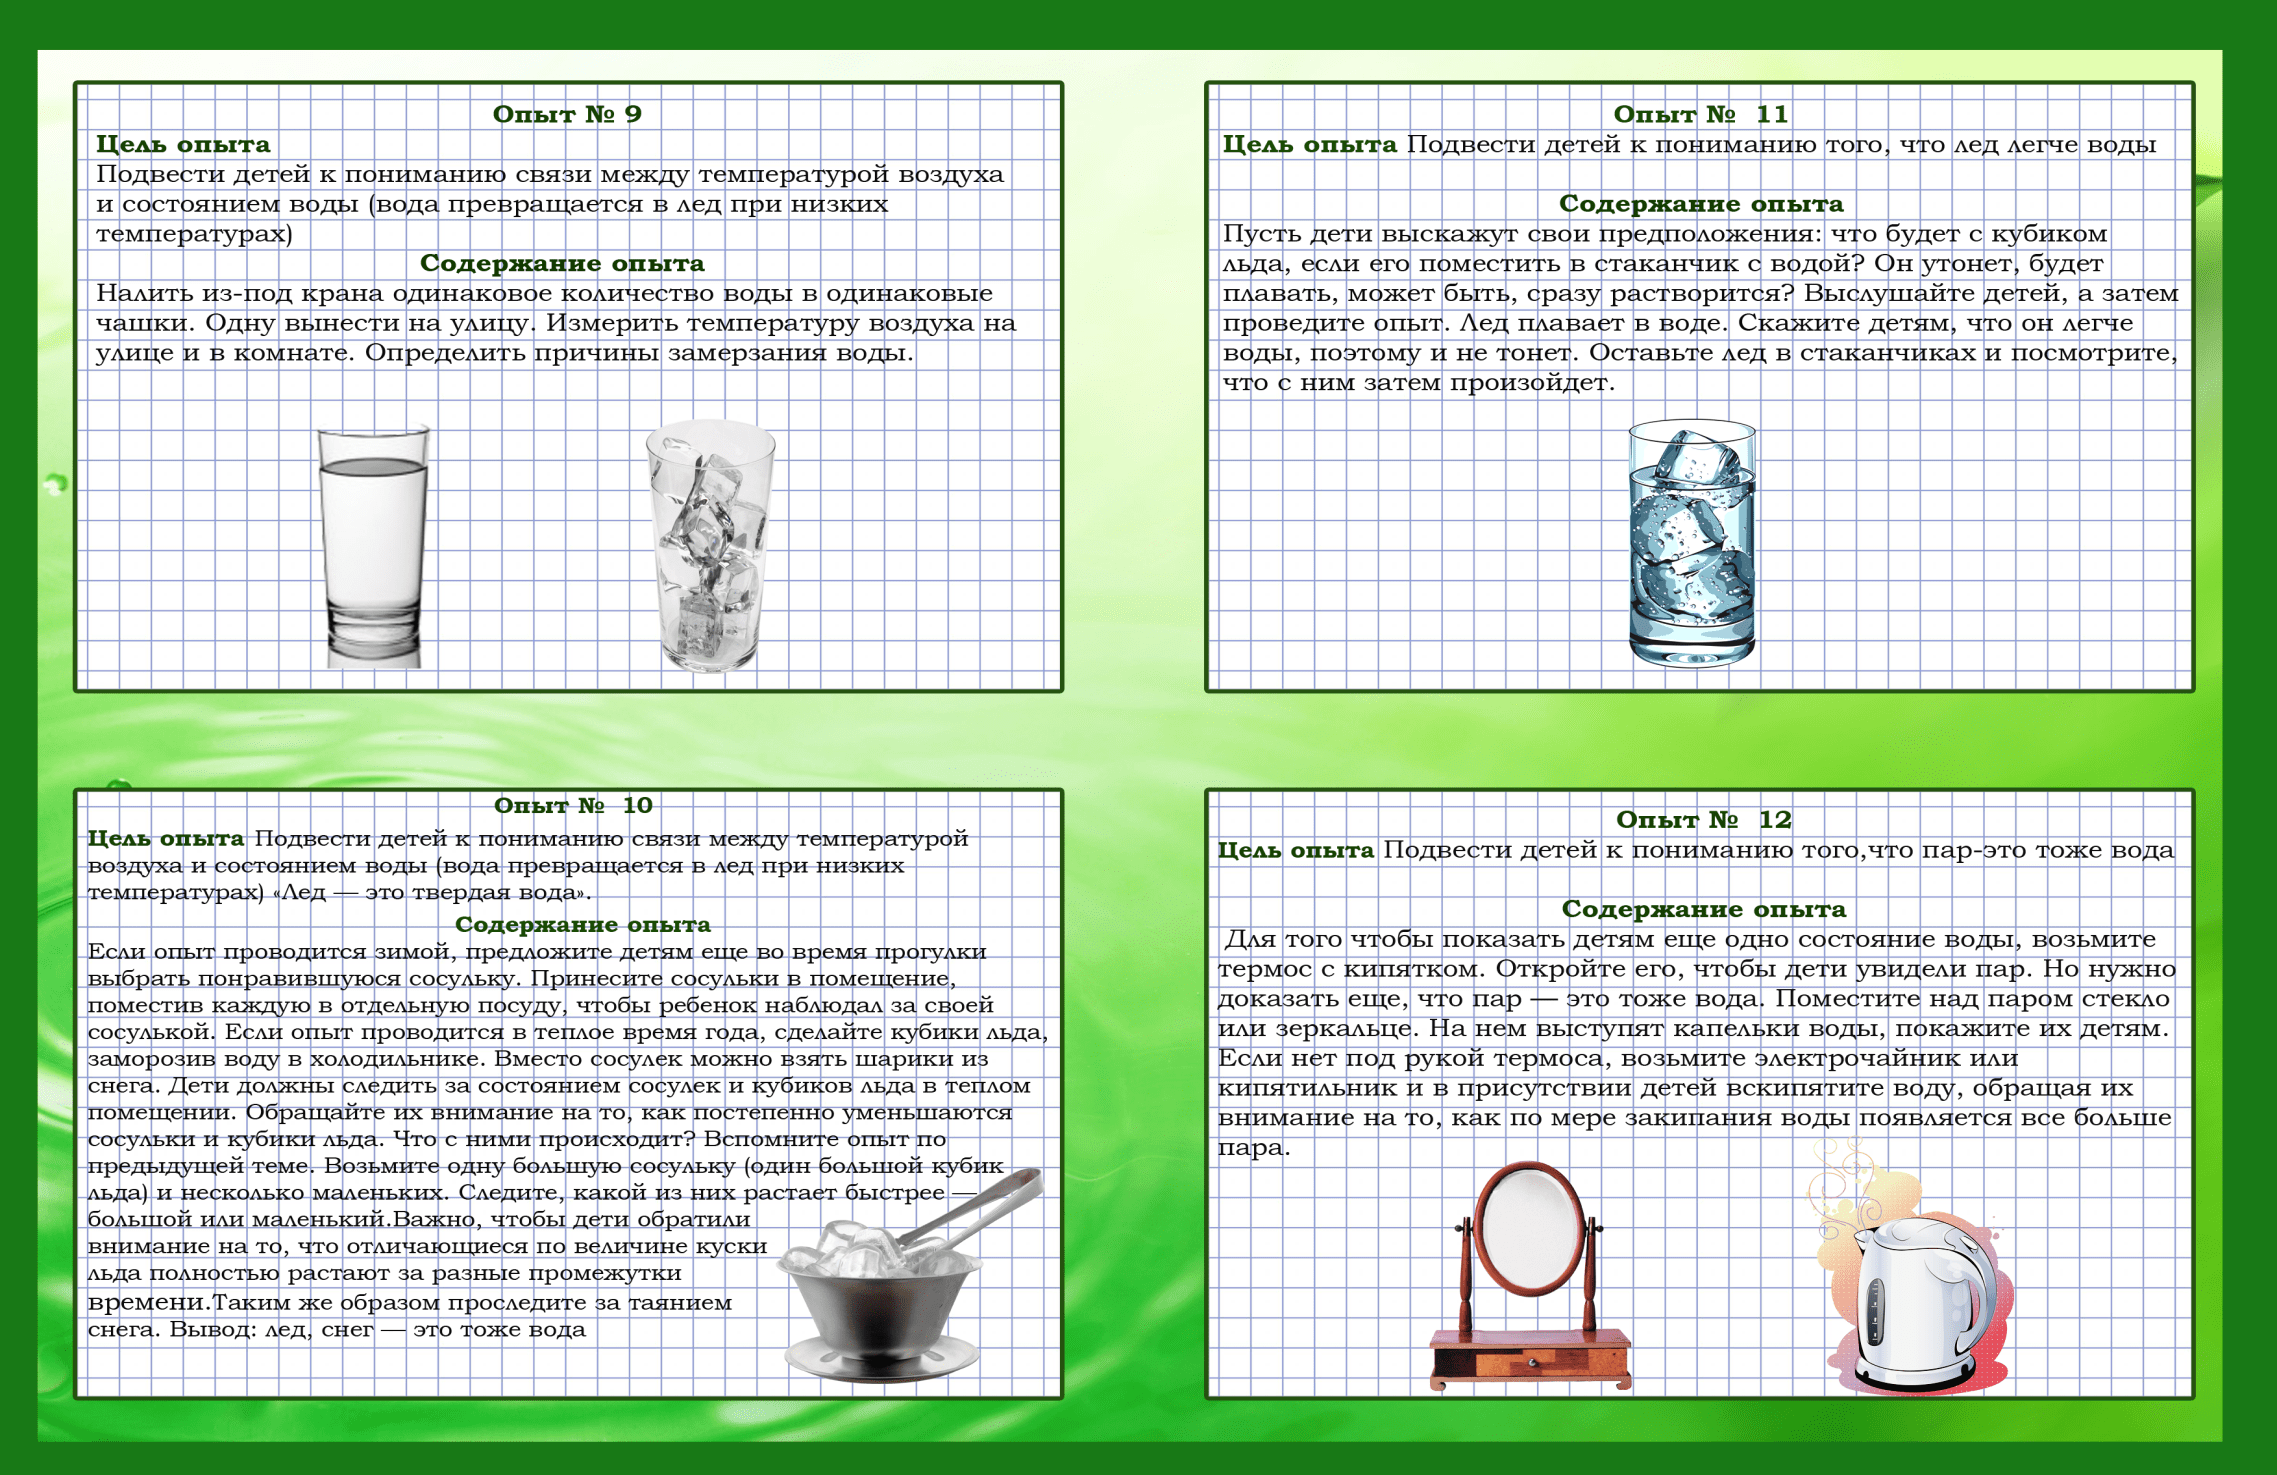 Опыт № 9
Цель опыта
Подвести детей к пониманию связи между температурой воздуха
и состоянием воды (вода превращается в лед при низких
температурах)
Содержание опыта
Налить из-под крана одинаковое количество воды в одинаковые
чашки. Одну вынести на улицу. Измерить температуру воздуха на
улице и в комнате. Определить причины замерзания воды.
Опыт № 10
Цель опыта Подвести детей к пониманию связи между температурой
воздуха и состоянием воды (вода превращается в лед при низких
температурах) «Лед — это твердая вода».
Содержание опыта
Если опыт проводится зимой, предложите детям еще во время прогулки
выбрать понравившуюся сосульку. Принесите сосульки в помещение,
поместив каждую в отдельную посуду, чтобы ребенок наблюдал за своей
сосулькой. Если опыт проводится в теплое время года, сделайте кубики льда,
заморозив воду в холодильнике. Вместо сосулек можно взять шарики из
снега. Дети должны следить за состоянием сосулек и кубиков льда в теплом
помещении. Обращайте их внимание на то, как постепенно уменьшаются
сосульки и кубики льда. Что с ними происходит? Вспомните опыт по
предыдущей теме. Возьмите одну большую сосульку (один большой кубик
льда) и несколько маленьких. Следите, какой из них растает быстрее —
большой или маленький.Важно, чтобы дети обратили
внимание на то, что отличающиеся по величине куски
льда полностью растают за разные промежутки
времени.Таким же образом проследите за таянием
снега. Вывод: лед, снег — это тоже вода
Опыт № 11
Цель опыта Подвести детей к пониманию того, что лед легче воды
Содержание опыта
Пусть дети выскажут свои предположения: что будет с кубиком
льда, если его поместить в стаканчик с водой? Он утонет, будет
плавать, может быть, сразу растворится? Выслушайте детей, а затем
проведите опыт. Лед плавает в воде. Скажите детям, что он легче
воды, поэтому и не тонет. Оставьте лед в стаканчиках и посмотрите,
что с ним затем произойдет.
Опыт № 12
Цель опыта Подвести детей к пониманию того,что пар-это тоже вода
Содержание опыта
Для того чтобы показать детям еще одно состояние воды, возьмите
термос с кипятком. Откройте его, чтобы дети увидели пар. Но нужно
доказать еще, что пар — это тоже вода. Поместите над паром стекло
или зеркальце. На нем выступят капельки воды, покажите их детям.
Если нет под рукой термоса, возьмите электрочайник или
кипятильник и в присутствии детей вскипятите воду, обращая их
внимание на то, как по мере закипания воды появляется все больше
пара.